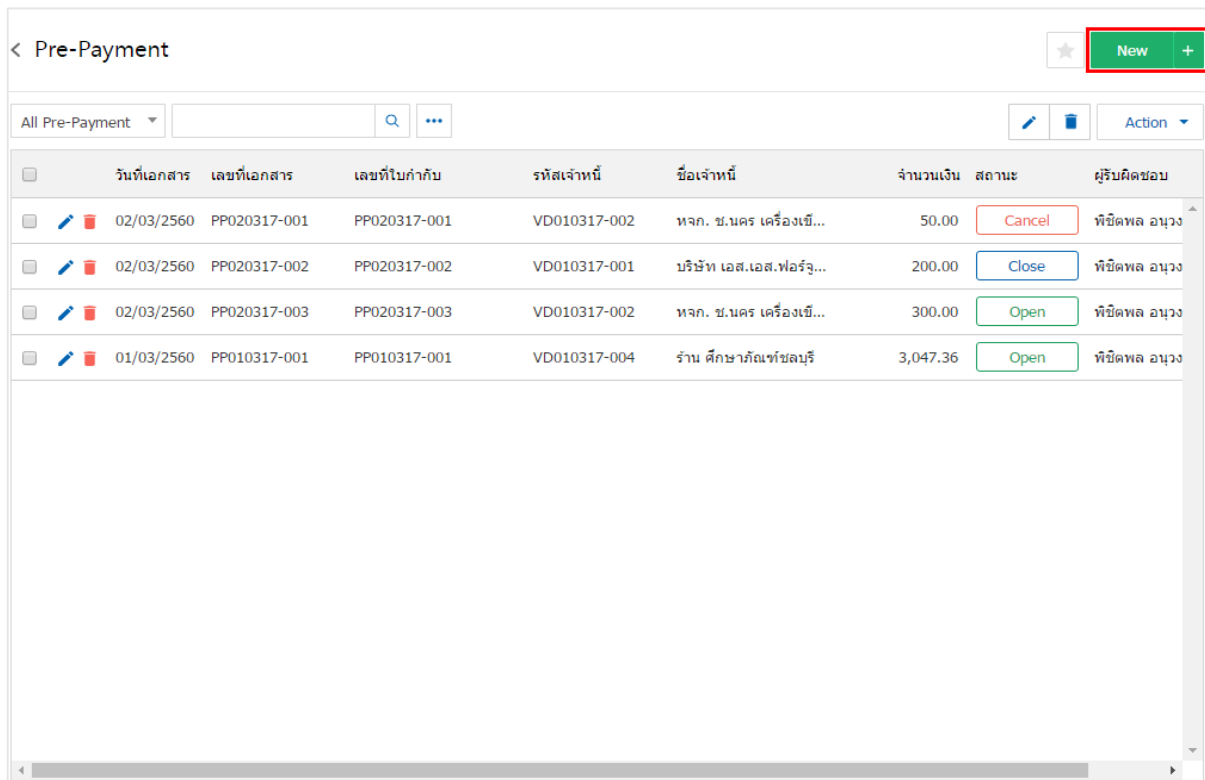 Pre-Payment
New +
All Pre-Payment
Action
วันที่เอกสาร เลขที่เอกสาร เลขที่ใบกำกับ รหัสเจ้าหนี้ ชื่อเจ้าหนี้ จำนวนเงิน สถานะ ผู้รับผิดชอบ
02/03/2560 PP020317-001 PP020317-001 VD010317-002 หจก. ช.นคร เครื่องเขี... 50.00 Cancel พิชิตพล อนุวง
02/03/2560 PP020317-002 PP020317-002 VD010317-001 บริษัท เอส.เอส.ฟอร์จู... 200.00 Close พิชิตพล อนุวง
02/03/2560 PP020317-003 PP020317-003 VD010317-002 หจก. ช.นคร เครื่องเขี... 300.00 Open พิชิตพล อนุวง
01/03/2560 PP010317-001 PP010317-001 VD010317-004 ร้าน ศึกษาภัณฑ์ชลบุรี 3,047.36 Open พิชิตพล อนุวง